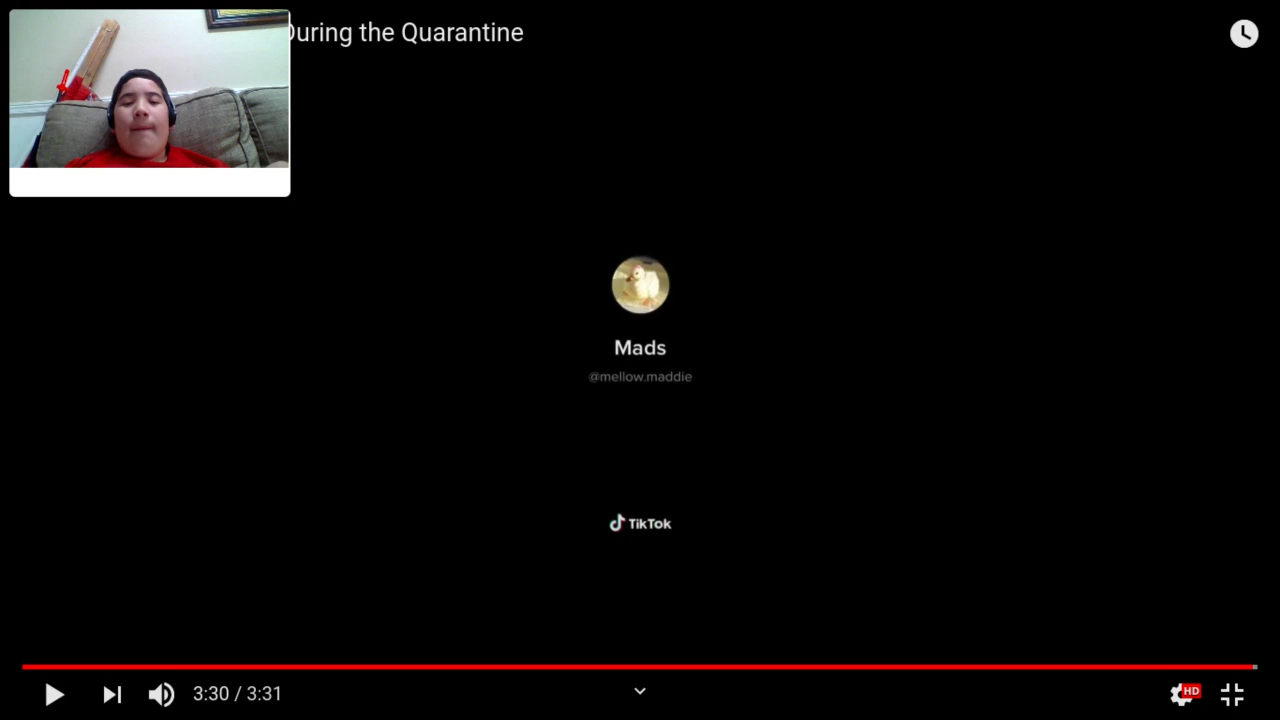 During the Quarantine
Mads
@mellow.maddie
TikTok
3:30 / 3:31
HD